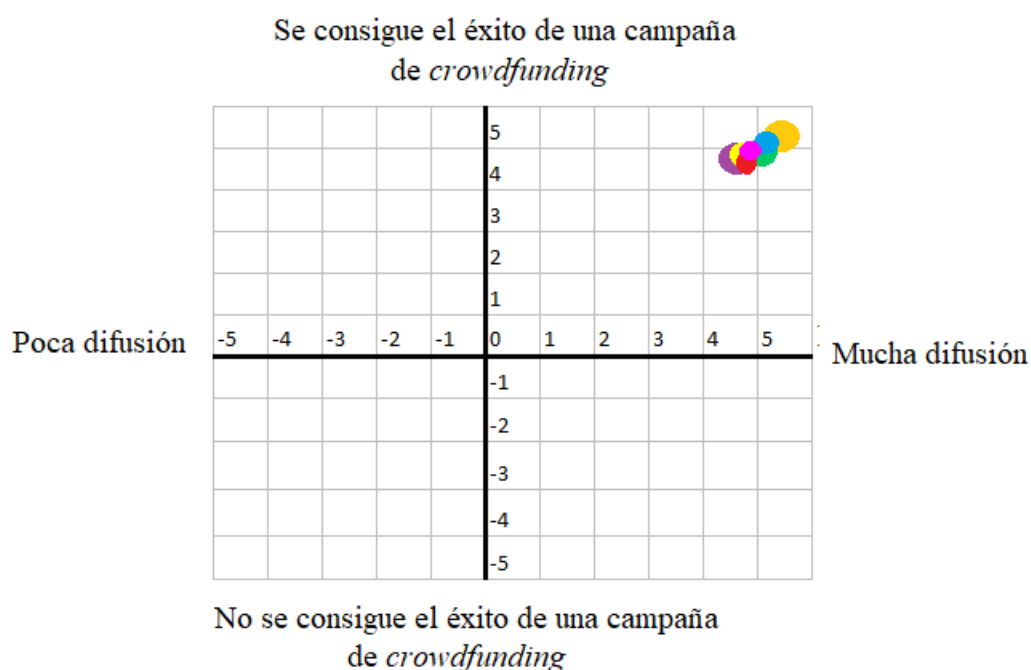 Se consigue el éxito de una campaña
de crowdfunding
5
4
3
2
1
Poca difusión
-5 -4 -3 -2 -1 0 1 2 3 4 5
Mucha difusión
-1
-2
-3
-4
-5
No se consigue el éxito de una campaña
de crowdfunding